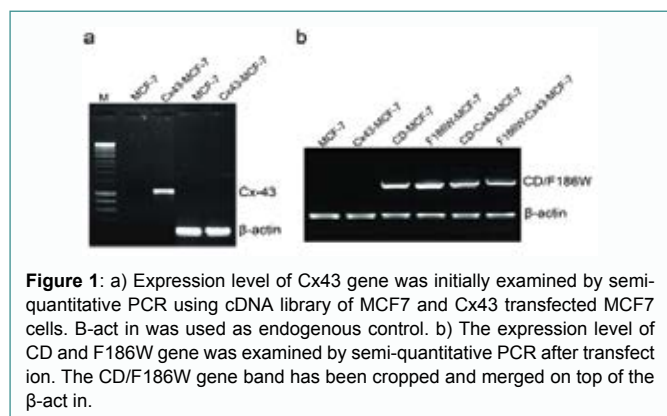 a
b
M
MCF-7
Cx43-MCF-7
MCF-7
Cx43-MCF-7
Cx-43
β-actin
MCF-7
Cx43-MCF-7
CD-MCF-7
F186W-MCF-7
CD-Cx43-MCF-7
F186W-Cx43-MCF-7
CD/F186W
β-actin
Figure 1: a) Expression level of Cx43 gene was initially examined by semi-
quantitative PCR using cDNA library of MCF7 and Cx43 transfected MCF7
cells. B-act in was used as endogenous control. b) The expression level of
CD and F186W gene was examined by semi-quantitative PCR after transfect
ion. The CD/F186W gene band has been cropped and merged on top of the
β-act in.